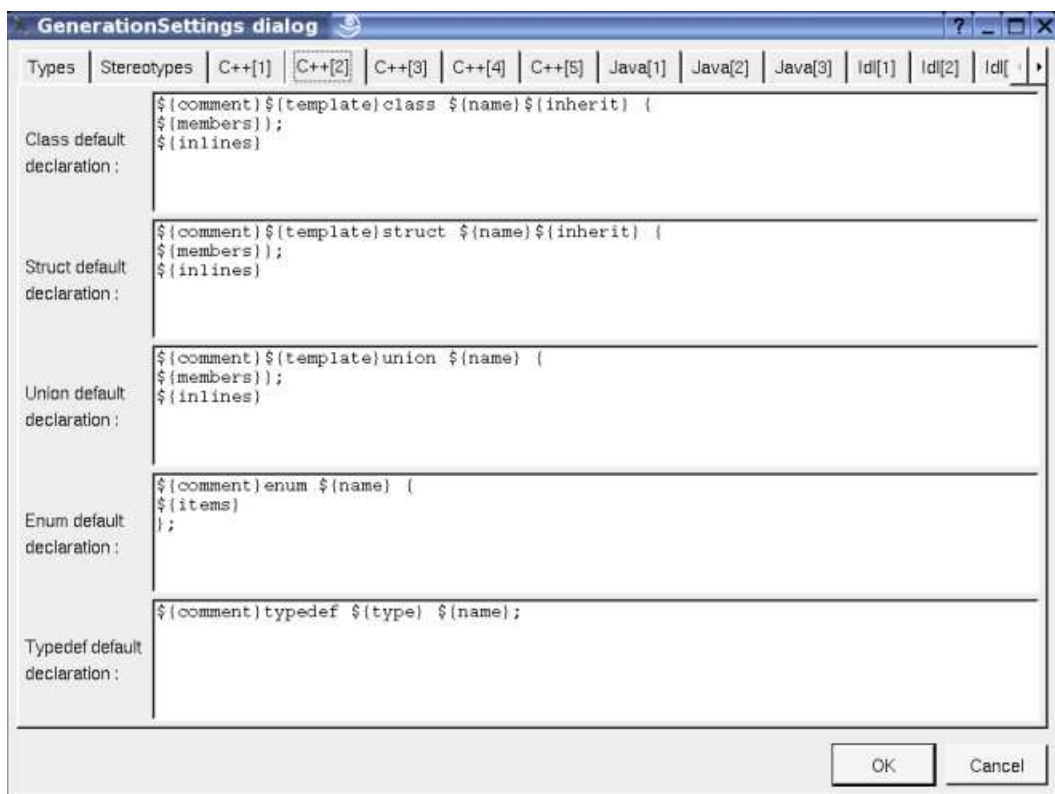 GenerationSettings dialog
Types Stereotypes C++[1] C++[2] C++[3] C++[4] C++[5] Java[1] Java[2] Java[3] Idl[1] Idl[2] Idl[
Class default
declaration :
${comment}${template}class ${name}${inherit} {
${members}};
${inlines}
Struct default
declaration :
${comment}${template}struct ${name}${inherit} {
${members}};
${inlines}
Union default
declaration :
${comment}${template}union ${name} {
${members}};
${inlines}
Enum default
declaration :
${comment}enum ${name} {
${items}
};
Typedef default
declaration :
${comment}typedef ${type} ${name};
OK Cancel